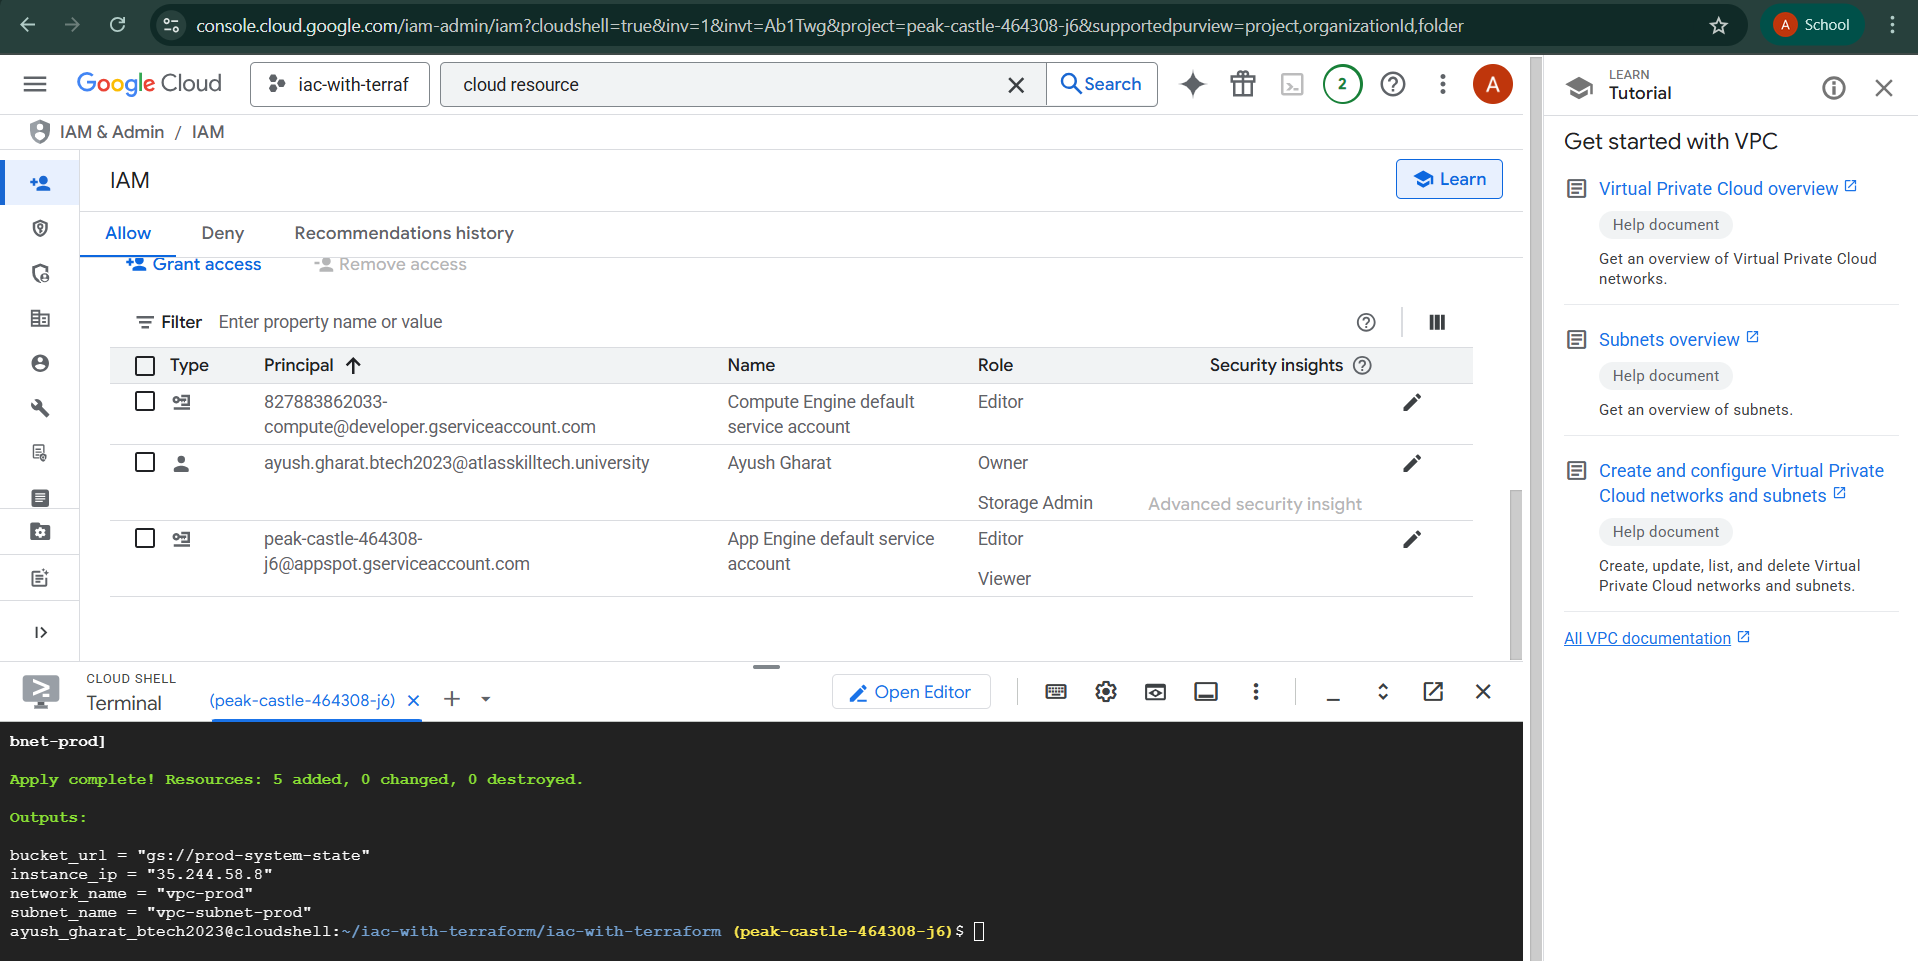 console.cloud.google.com/iam-admin/iam?cloudshell=true&inv=1&invt=Ab1Twg&project=peak-castle-464308-j6&supportedpurview=project,organizationId,folder
A School
Google Cloud
iac-with-terraf
cloud resource
Search
2
A
IAM & Admin / IAM
IAM
Learn
Allow
Deny
Recommendations history
Grant access
Remove access
Filter Enter property name or value
Type Principal Name Role Security insights
827883862033-
compute@developer.gserviceaccount.com
Compute Engine default
service account
Editor
ayush.gharat.btech2023@atlasskilltech.university
Ayush Gharat
Owner
Storage Admin
Advanced security insight
peak-castle-464308-
j6@appspot.gserviceaccount.com
App Engine default service
account
Editor
Viewer
LEARN
Tutorial
Get started with VPC
Virtual Private Cloud overview
Help document
Get an overview of Virtual Private Cloud
networks.
Subnets overview
Help document
Get an overview of subnets.
Create and configure Virtual Private
Cloud networks and subnets
Help document
Create, update, list, and delete Virtual
Private Cloud networks and subnets.
All VPC documentation
CLOUD SHELL
Terminal
(peak-castle-464308-j6)
Open Editor
bnet-prod]
Apply complete! Resources: 5 added, 0 changed, 0 destroyed.
Outputs:
bucket_url = "gs://prod-system-state"
instance_ip = "35.244.58.8"
network_name = "vpc-prod"
subnet_name = "vpc-subnet-prod"
ayush_gharat_btech2023@cloudshell:~/iac-with-terraform/iac-with-terraform (peak-castle-464308-j6)$